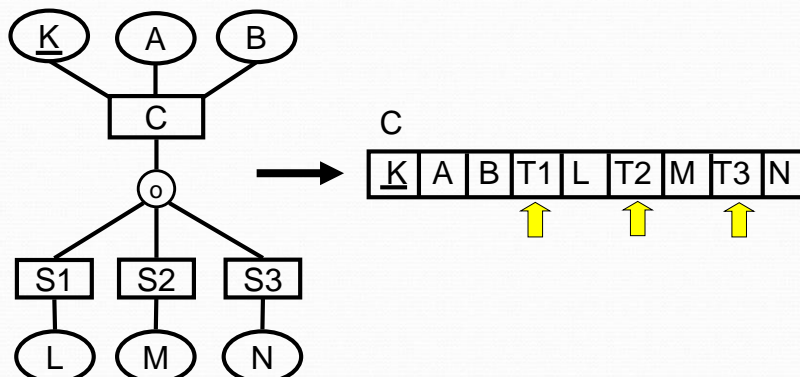 K A B
C
o
S1 S2 S3
L M N
C
K A B T1 L T2 M T3 N